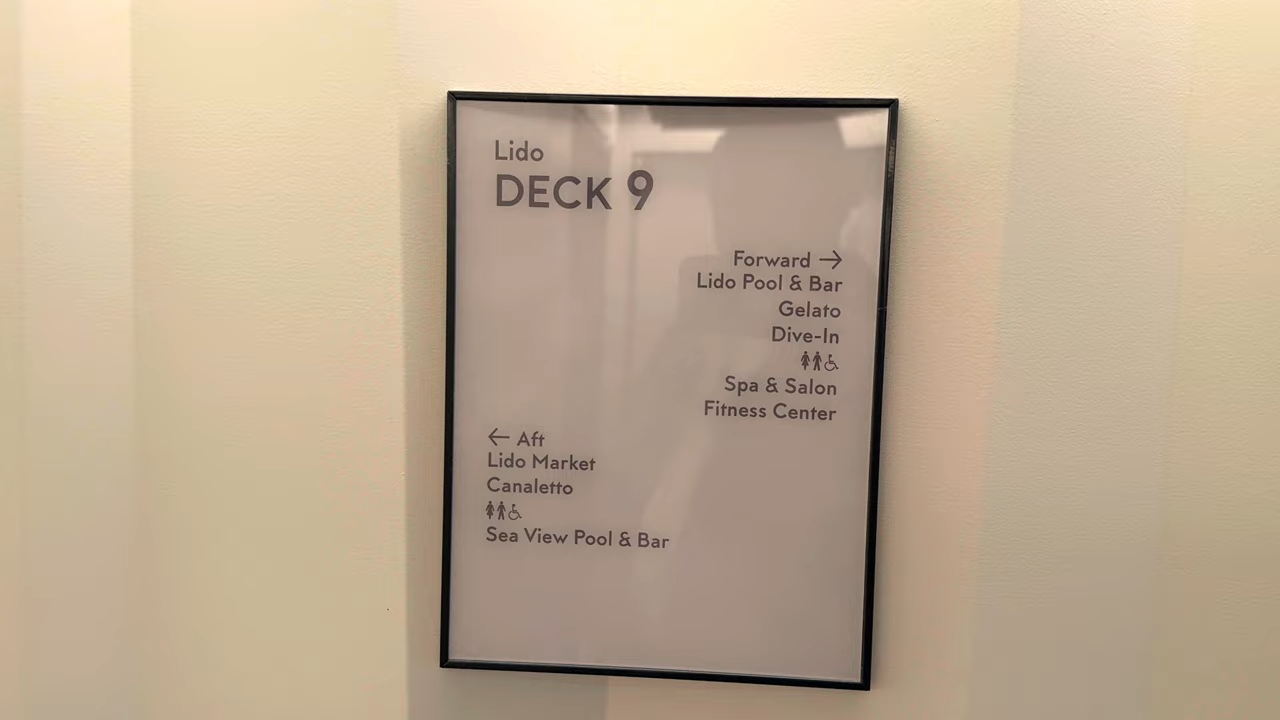 Lido
DECK 9
Forward →
Lido Pool & Bar
Gelato
Dive-In
Spa & Salon
Fitness Center
← Aft
Lido Market
Canaletto
Sea View Pool & Bar